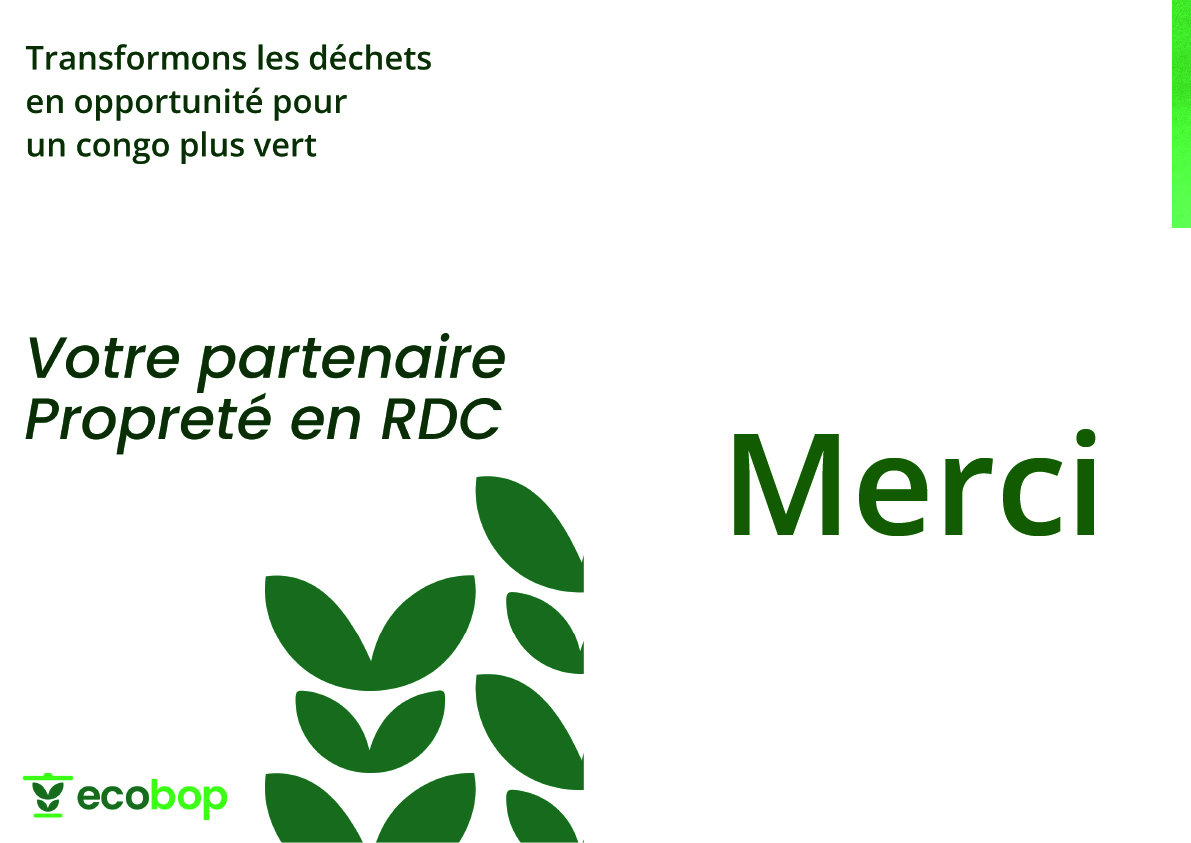 Transformons les déchets
en opportunité pour
un congo plus vert
Votre partenaire
Propreté en RDC
ecobop
Merci